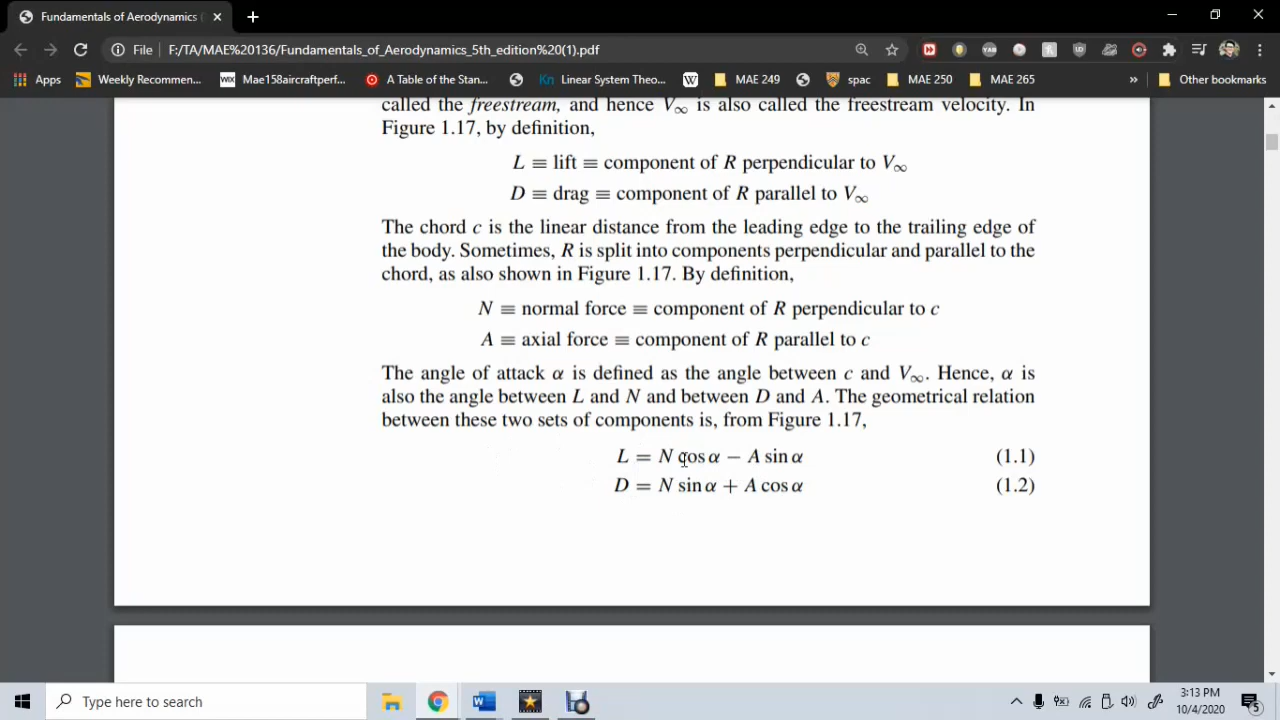 Fundamentals of Aerodynamics (
File
F:/TA/MAE%20136/Fundamentals_of_Aerodynamics_5th_edition%20(1).pdf
Apps
Weekly Recommen...
WiX
Mae158aircraftperf...
A Table of the Stan...
Kn
Linear System Theo...
W
MAE 249
spac
MAE 250
MAE 265
»
Other bookmarks
called the freestream, and hence V∞ is also called the freestream velocity. In
Figure 1.17, by definition,
L ≡ lift ≡ component of R perpendicular to V∞
D ≡ drag ≡ component of R parallel to V∞
The chord c is the linear distance from the leading edge to the trailing edge of
the body. Sometimes, R is split into components perpendicular and parallel to the
chord, as also shown in Figure 1.17. By definition,
N ≡ normal force ≡ component of R perpendicular to c
A ≡ axial force ≡ component of R parallel to c
The angle of attack α is defined as the angle between c and V∞. Hence, α is
also the angle between L and N and between D and A. The geometrical relation
between these two sets of components is, from Figure 1.17,
L = N cos α − A sin α (1.1)
D = N sin α + A cos α (1.2)
Type here to search
3:13 PM
10/4/2020
5